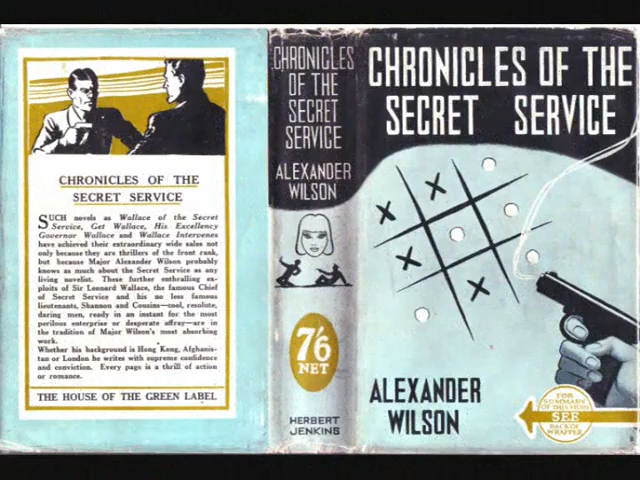 CHRONICLES OF THE
SECRET SERVICE
SUCH novels as Wallace of the Secret
Service, Get Wallace, His Excellency
Governor Wallace and Wallace Intervenes
have achieved their extraordinary wide sales not
only because they are thrillers of the front rank,
but because Major Alexander Wilson probably
knows as much about the Secret Service as any
living novelist. These further enthralling ex-
ploits of Sir Leonard Wallace, the famous Chief
of Secret Service and his no less famous
lieutenants, Shannon and Cousins—cool, resolute,
daring men, ready in an instant for the most
perilous enterprise or desperate affray—are in
the tradition of Major Wilson's most absorbing
work.
Whether his background is Hong Kong, Afghanis-
tan or London he writes with supreme confidence
and conviction. Every page is a thrill of action
or romance.
THE HOUSE OF THE GREEN LABEL
CHRONICLES
OF THE
SECRET
SERVICE
ALEXANDER
WILSON
7'6
NET
HERBERT
JENKINS
CHRONICLES OF THE
SECRET SERVICE
ALEXANDER
WILSON
FOR
SUMMARY
OF THIS
SEE
BACK OF
WRAPPER